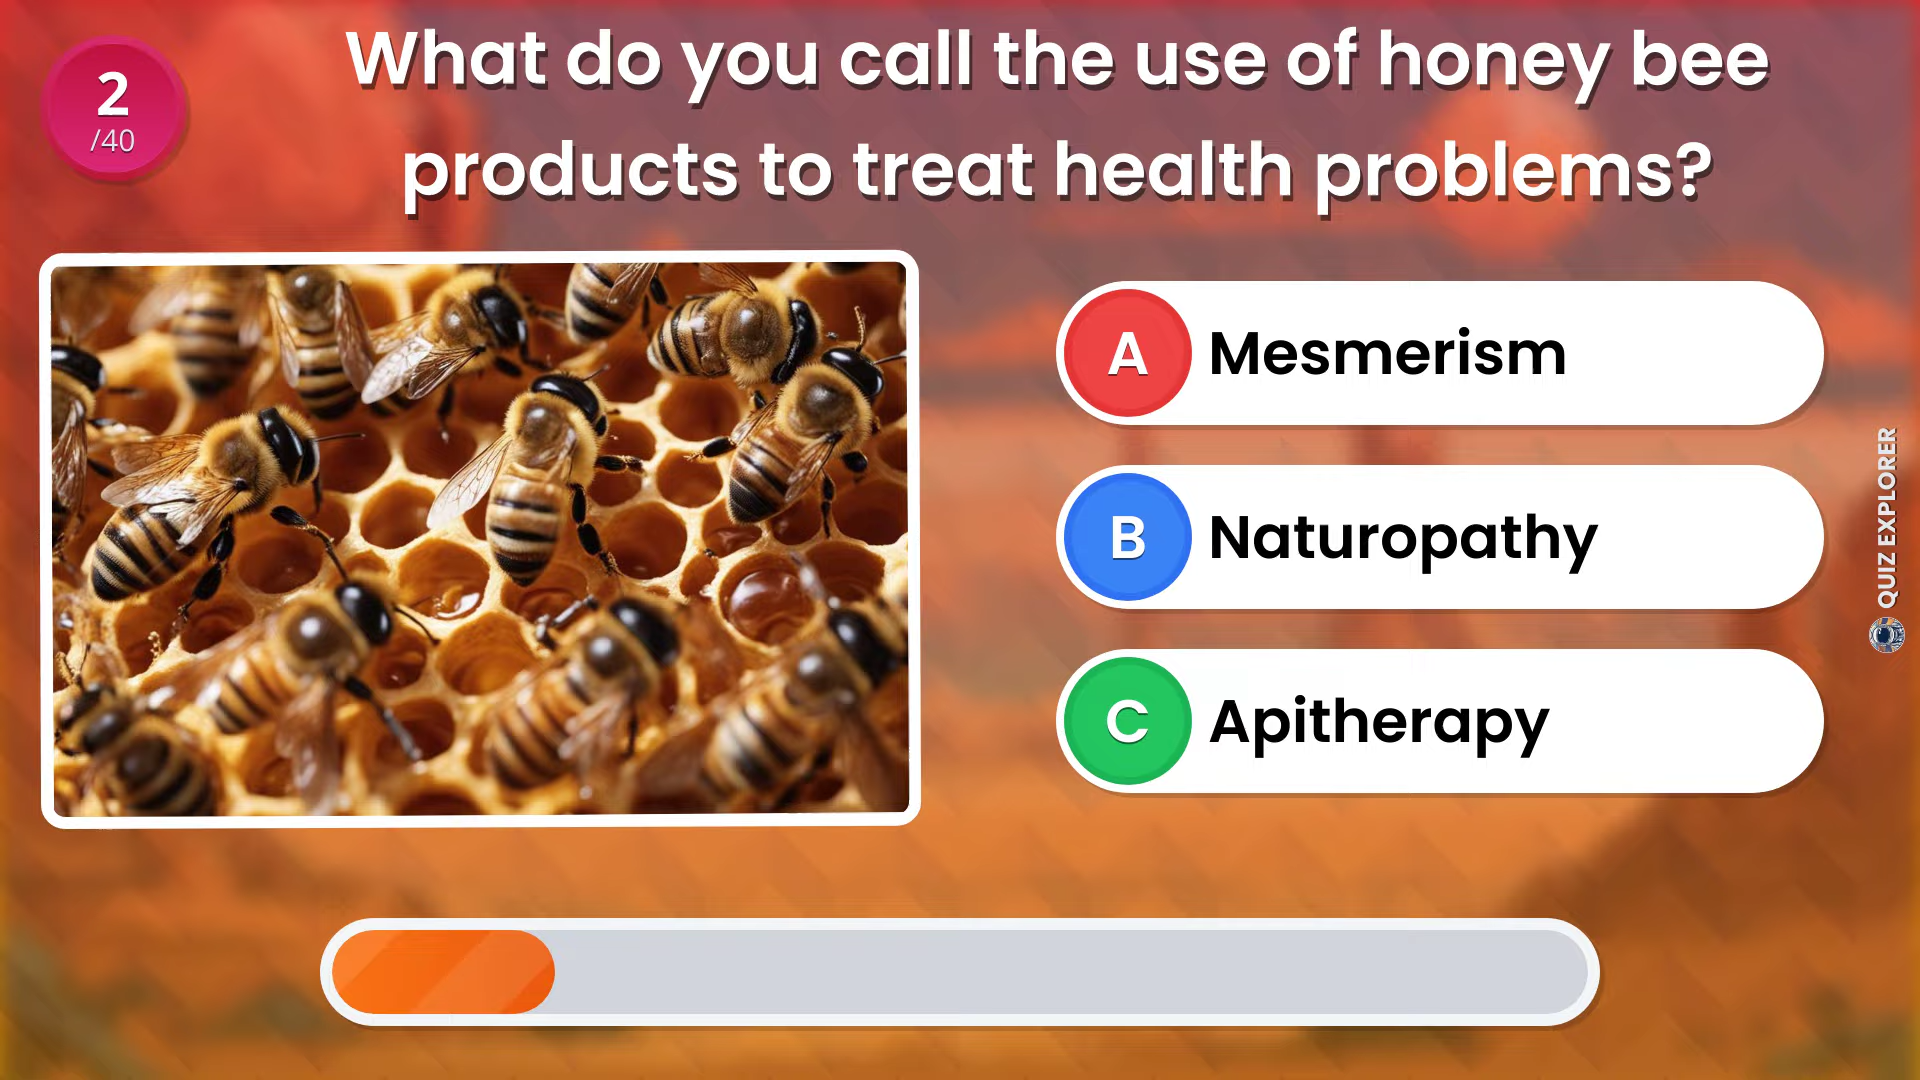 2
/40
What do you call the use of honey bee
products to treat health problems?
A Mesmerism
B Naturopathy
C Apitherapy
QUIZ EXPLORER